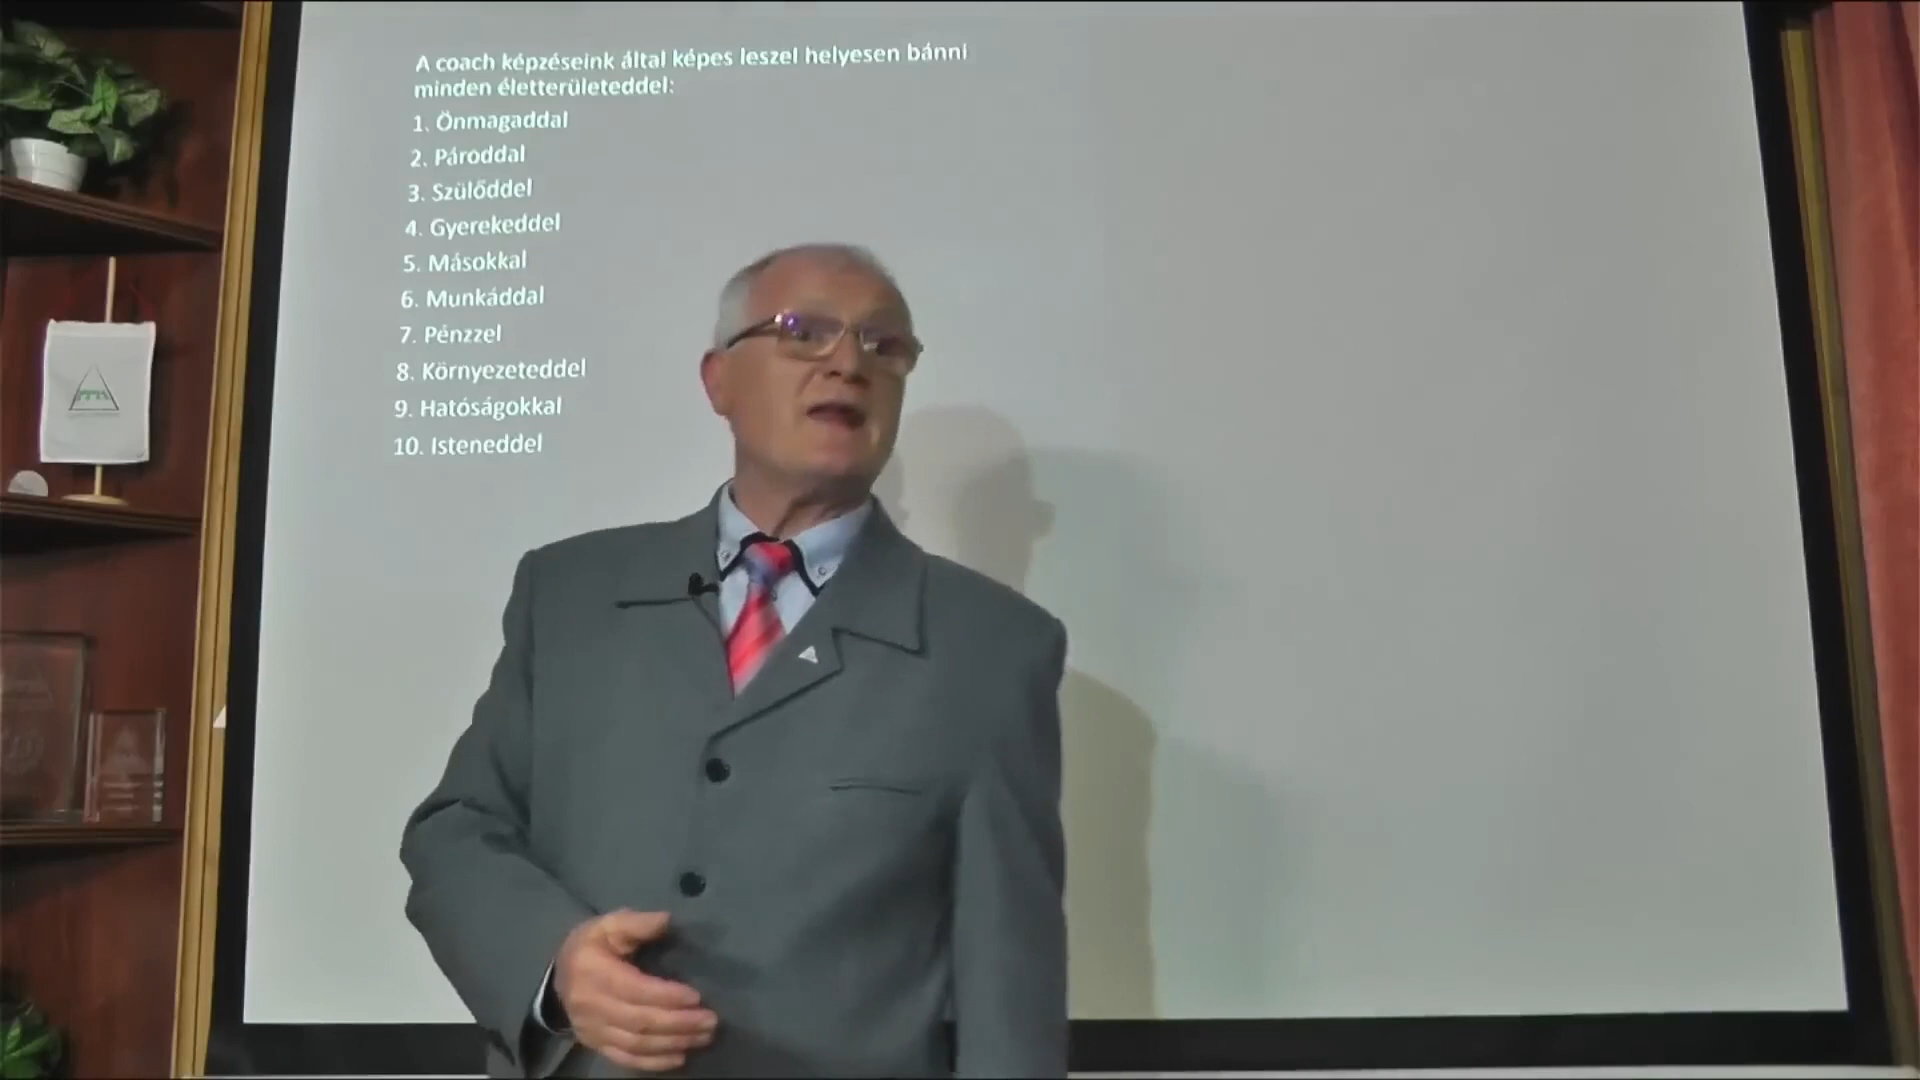 A coach képzéseink által képes leszel helyesen bánni
minden életterületeddel:
1. Önmagaddal
2. Pároddal
3. Szülőddel
4. Gyerekeddel
5. Másokkal
6. Munkáddal
7. Pénzzel
8. Környezeteddel
9. Hatóságokkal
10. Isteneddel